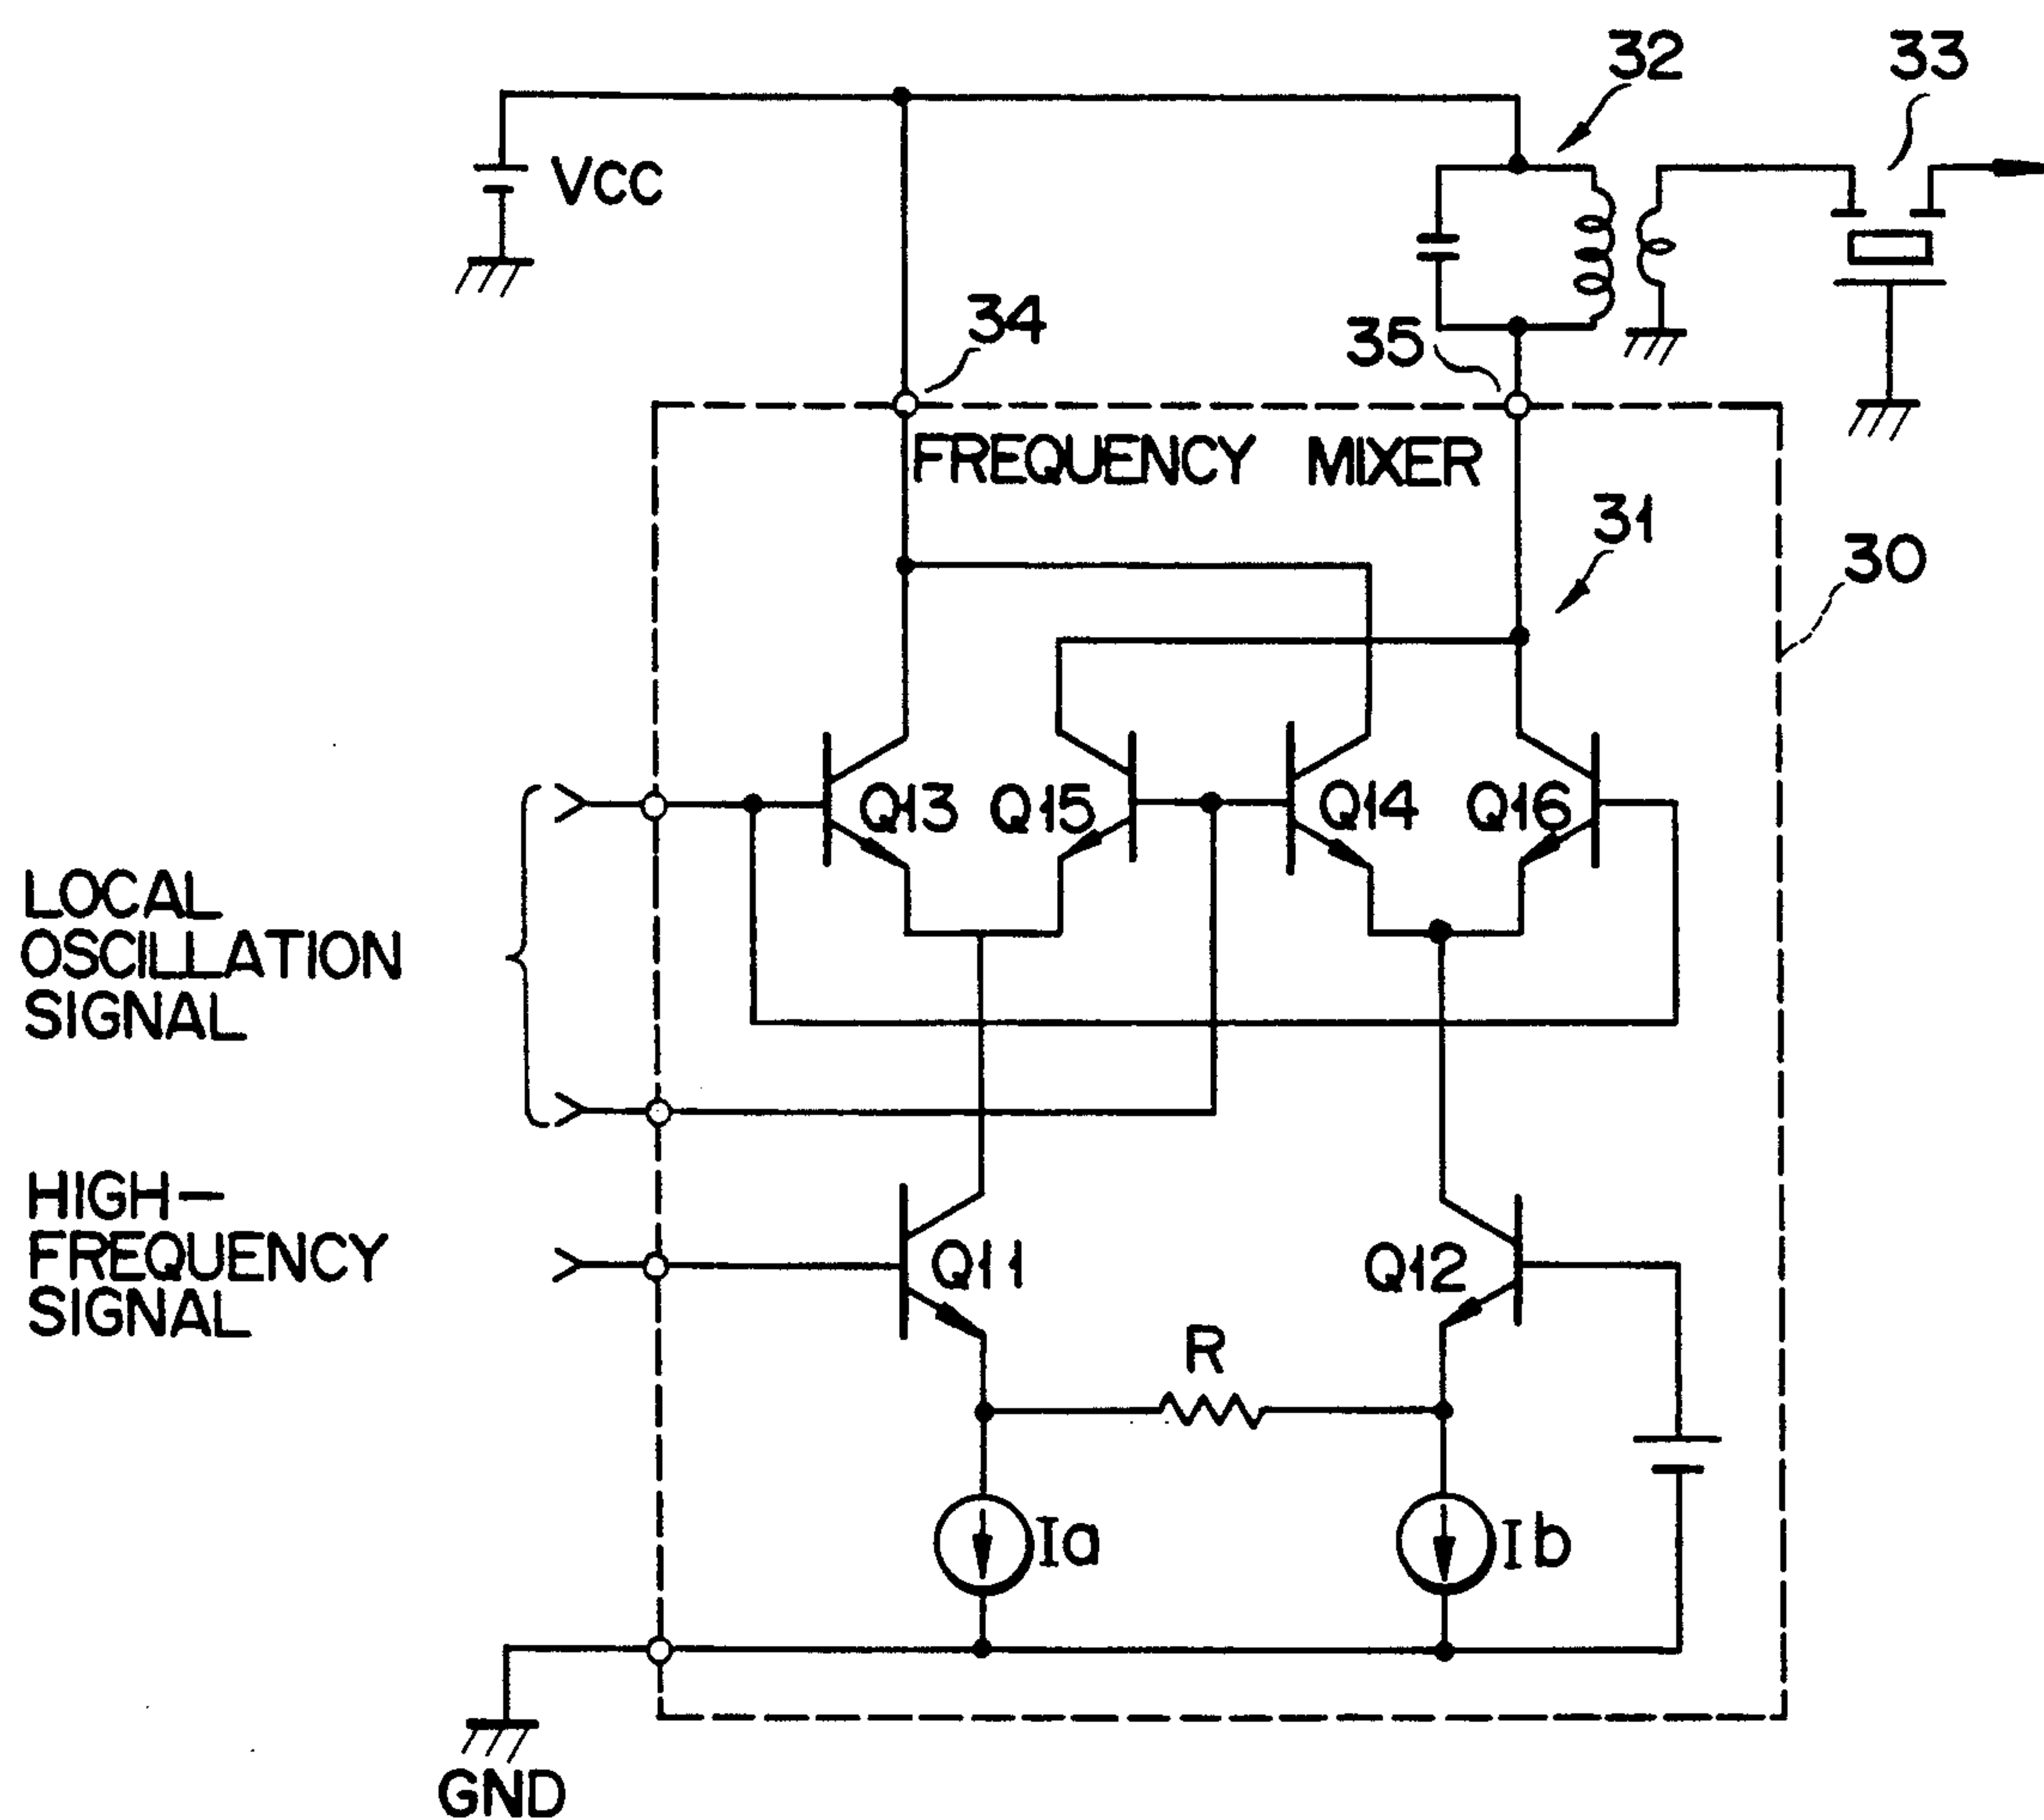 32
33
VCC
34
35
FREQUENCY MIXER
31
30
Q13
Q15
Q14
Q16
LOCAL
OSCILLATION
SIGNAL
HIGH-
FREQUENCY
SIGNAL
Q11
Q12
R
Ia
Ib
GND